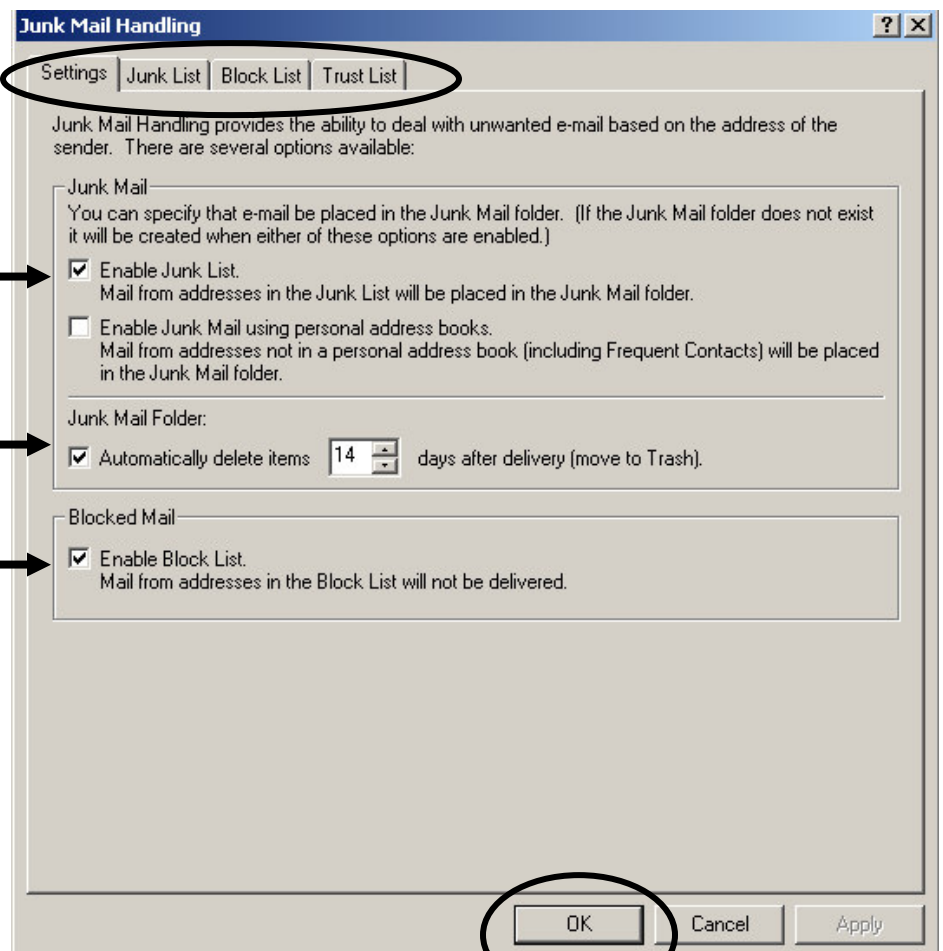 Junk Mail Handling
Settings Junk List Block List Trust List
Junk Mail Handling provides the ability to deal with unwanted e-mail based on the address of the
sender. There are several options available:
Junk Mail
You can specify that e-mail be placed in the Junk Mail folder. (If the Junk Mail folder does not exist
it will be created when either of these options are enabled.)
Enable Junk List.
Mail from addresses in the Junk List will be placed in the Junk Mail folder.
Enable Junk Mail using personal address books.
Mail from addresses not in a personal address book (including Frequent Contacts) will be placed
in the Junk Mail folder.
Junk Mail Folder:
Automatically delete items 14 days after delivery (move to Trash).
Blocked Mail
Enable Block List.
Mail from addresses in the Block List will not be delivered.
OK Cancel Apply